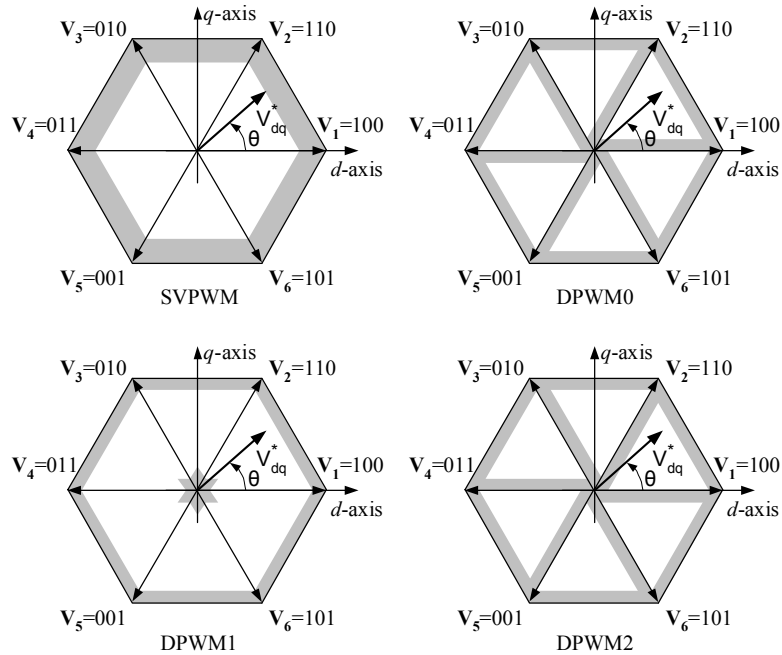 q-axis
V3=010
V2=110
V*dq
V4=011
V1=100
θ
d-axis
V5=001
V6=101
SVPWM
q-axis
V3=010
V2=110
V*dq
V4=011
V1=100
θ
d-axis
V5=001
V6=101
DPWM0
q-axis
V3=010
V2=110
V*dq
V4=011
V1=100
θ
d-axis
V5=001
V6=101
DPWM1
q-axis
V3=010
V2=110
V*dq
V4=011
V1=100
θ
d-axis
V5=001
V6=101
DPWM2